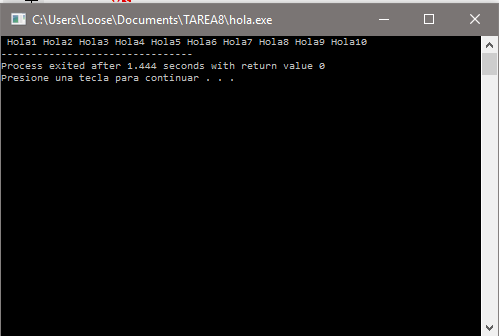 C:\Users\Loose\Documents\TAREA8\hola.exe
Hola1 Hola2 Hola3 Hola4 Hola5 Hola6 Hola7 Hola8 Hola9 Hola10
--------------------------------
Process exited after 1.444 seconds with return value 0
Presione una tecla para continuar . . .